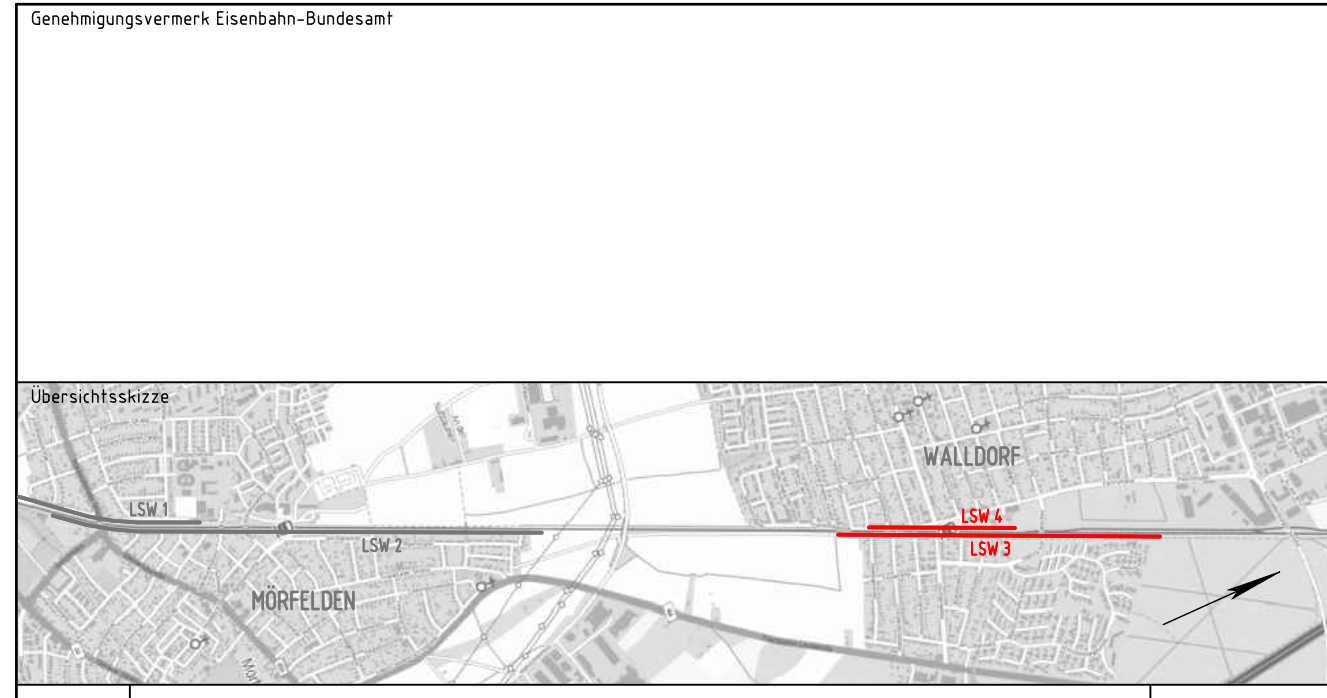 Genehmigungsvermerk Eisenbahn-Bundesamt
Übersichtsskizze
WALLDORF
LSW 1
LSW 4
LSW 2
LSW 3
MÖRFELDEN